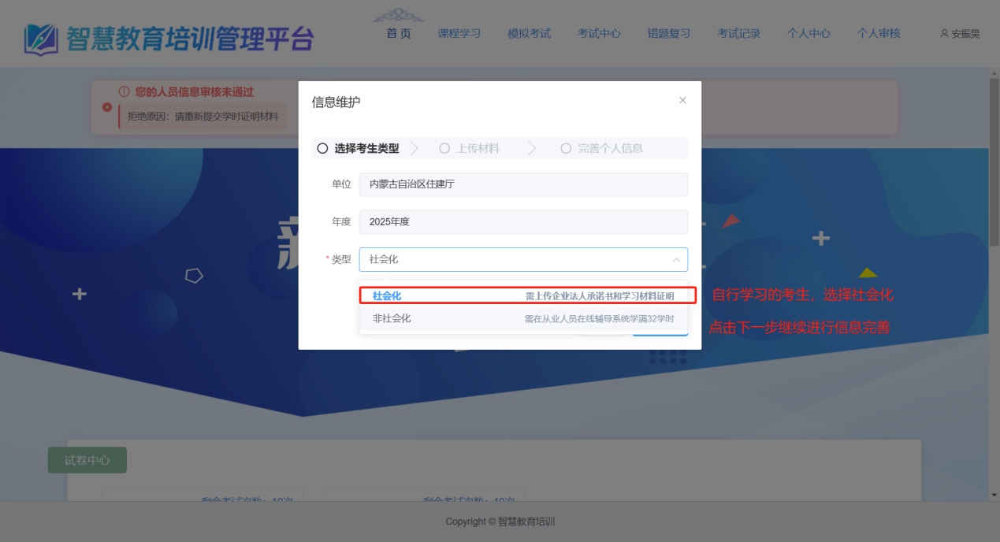 智慧教育培训管理平台
首 页 课程学习 模拟考试 考试中心 错题复习 考试记录 个人中心 个人审核 安振昊
您的人员信息审核未通过
拒绝原因：请重新提交学时证明材料
信息维护
选择考生类型 上传材料 完善个人信息
单位 内蒙古自治区住建厅
年度 2025年度
* 类型 社会化
社会化 需上传企业法人承诺书和学习材料证明
非社会化 需在从业人员在线辅导系统学满32学时
自行学习的考生，选择社会化
点击下一步继续进行信息完善
试卷中心
剩余考试次数：10次 剩余考试次数：10次
Copyright © 智慧教育培训